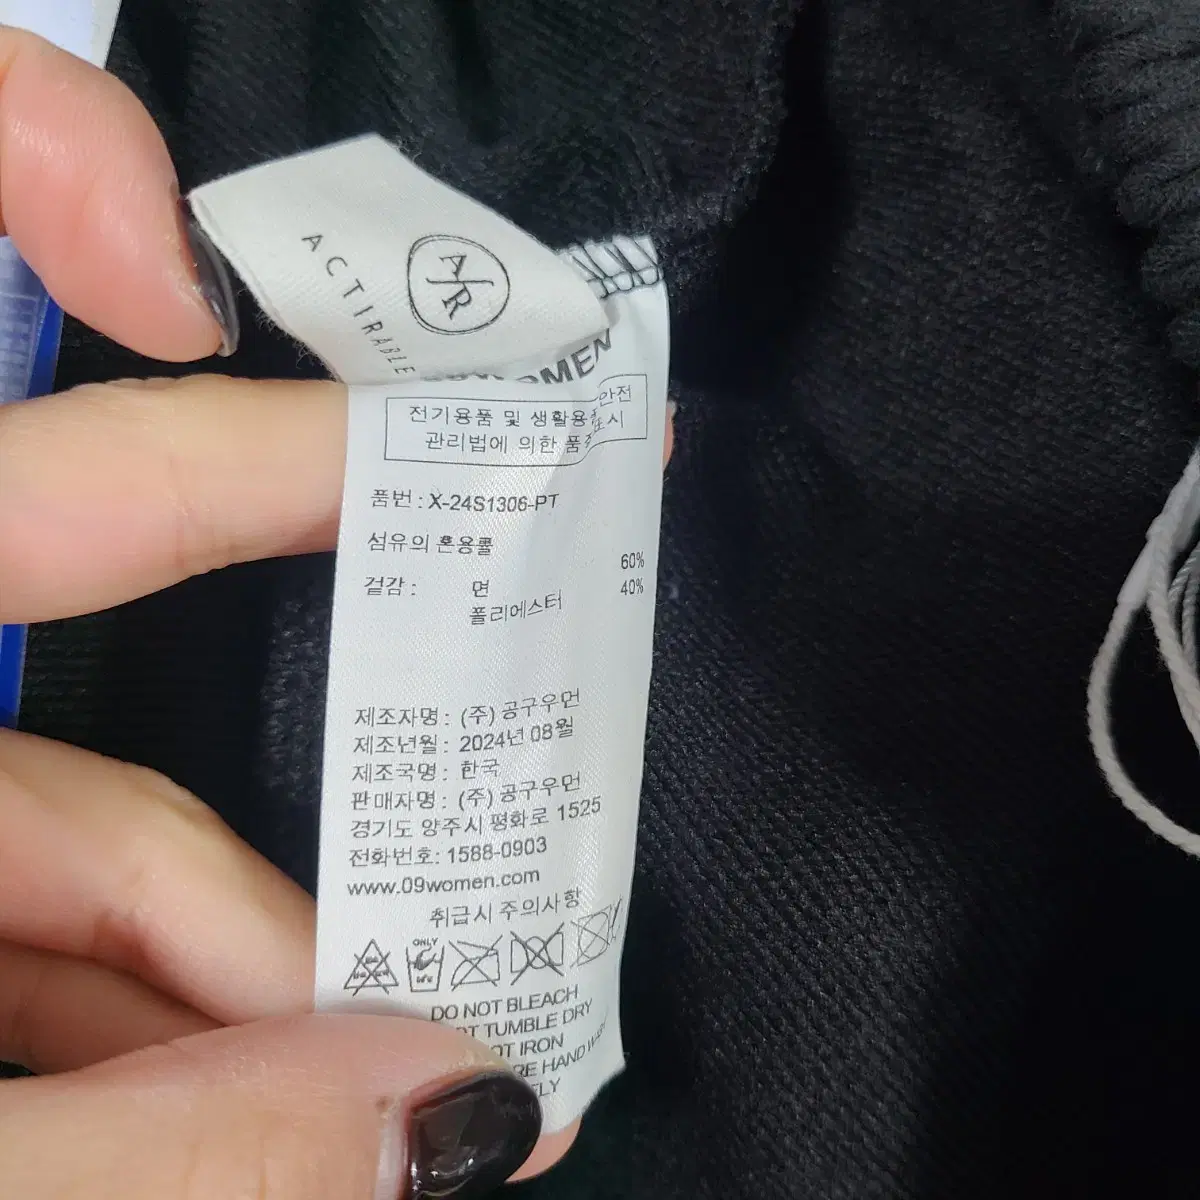 A/R
ACTIRABLE
전기용품 및 생활용품 안전
관리법에 의한 품질표시
품번 : X-24S1306-PT
섬유의 혼용률
겉감 : 면 60%
폴리에스터 40%
제조자명 : (주) 공구우먼
제조년월 : 2024년 08월
제조국명 : 한국
판매자명 : (주) 공구우먼
경기도 양주시 평화로 1525
전화번호: 1588-0903
www.09women.com
취급시 주의사항
ONLY
DO NOT BLEACH
TUMBLE DRY
IRON
HAND